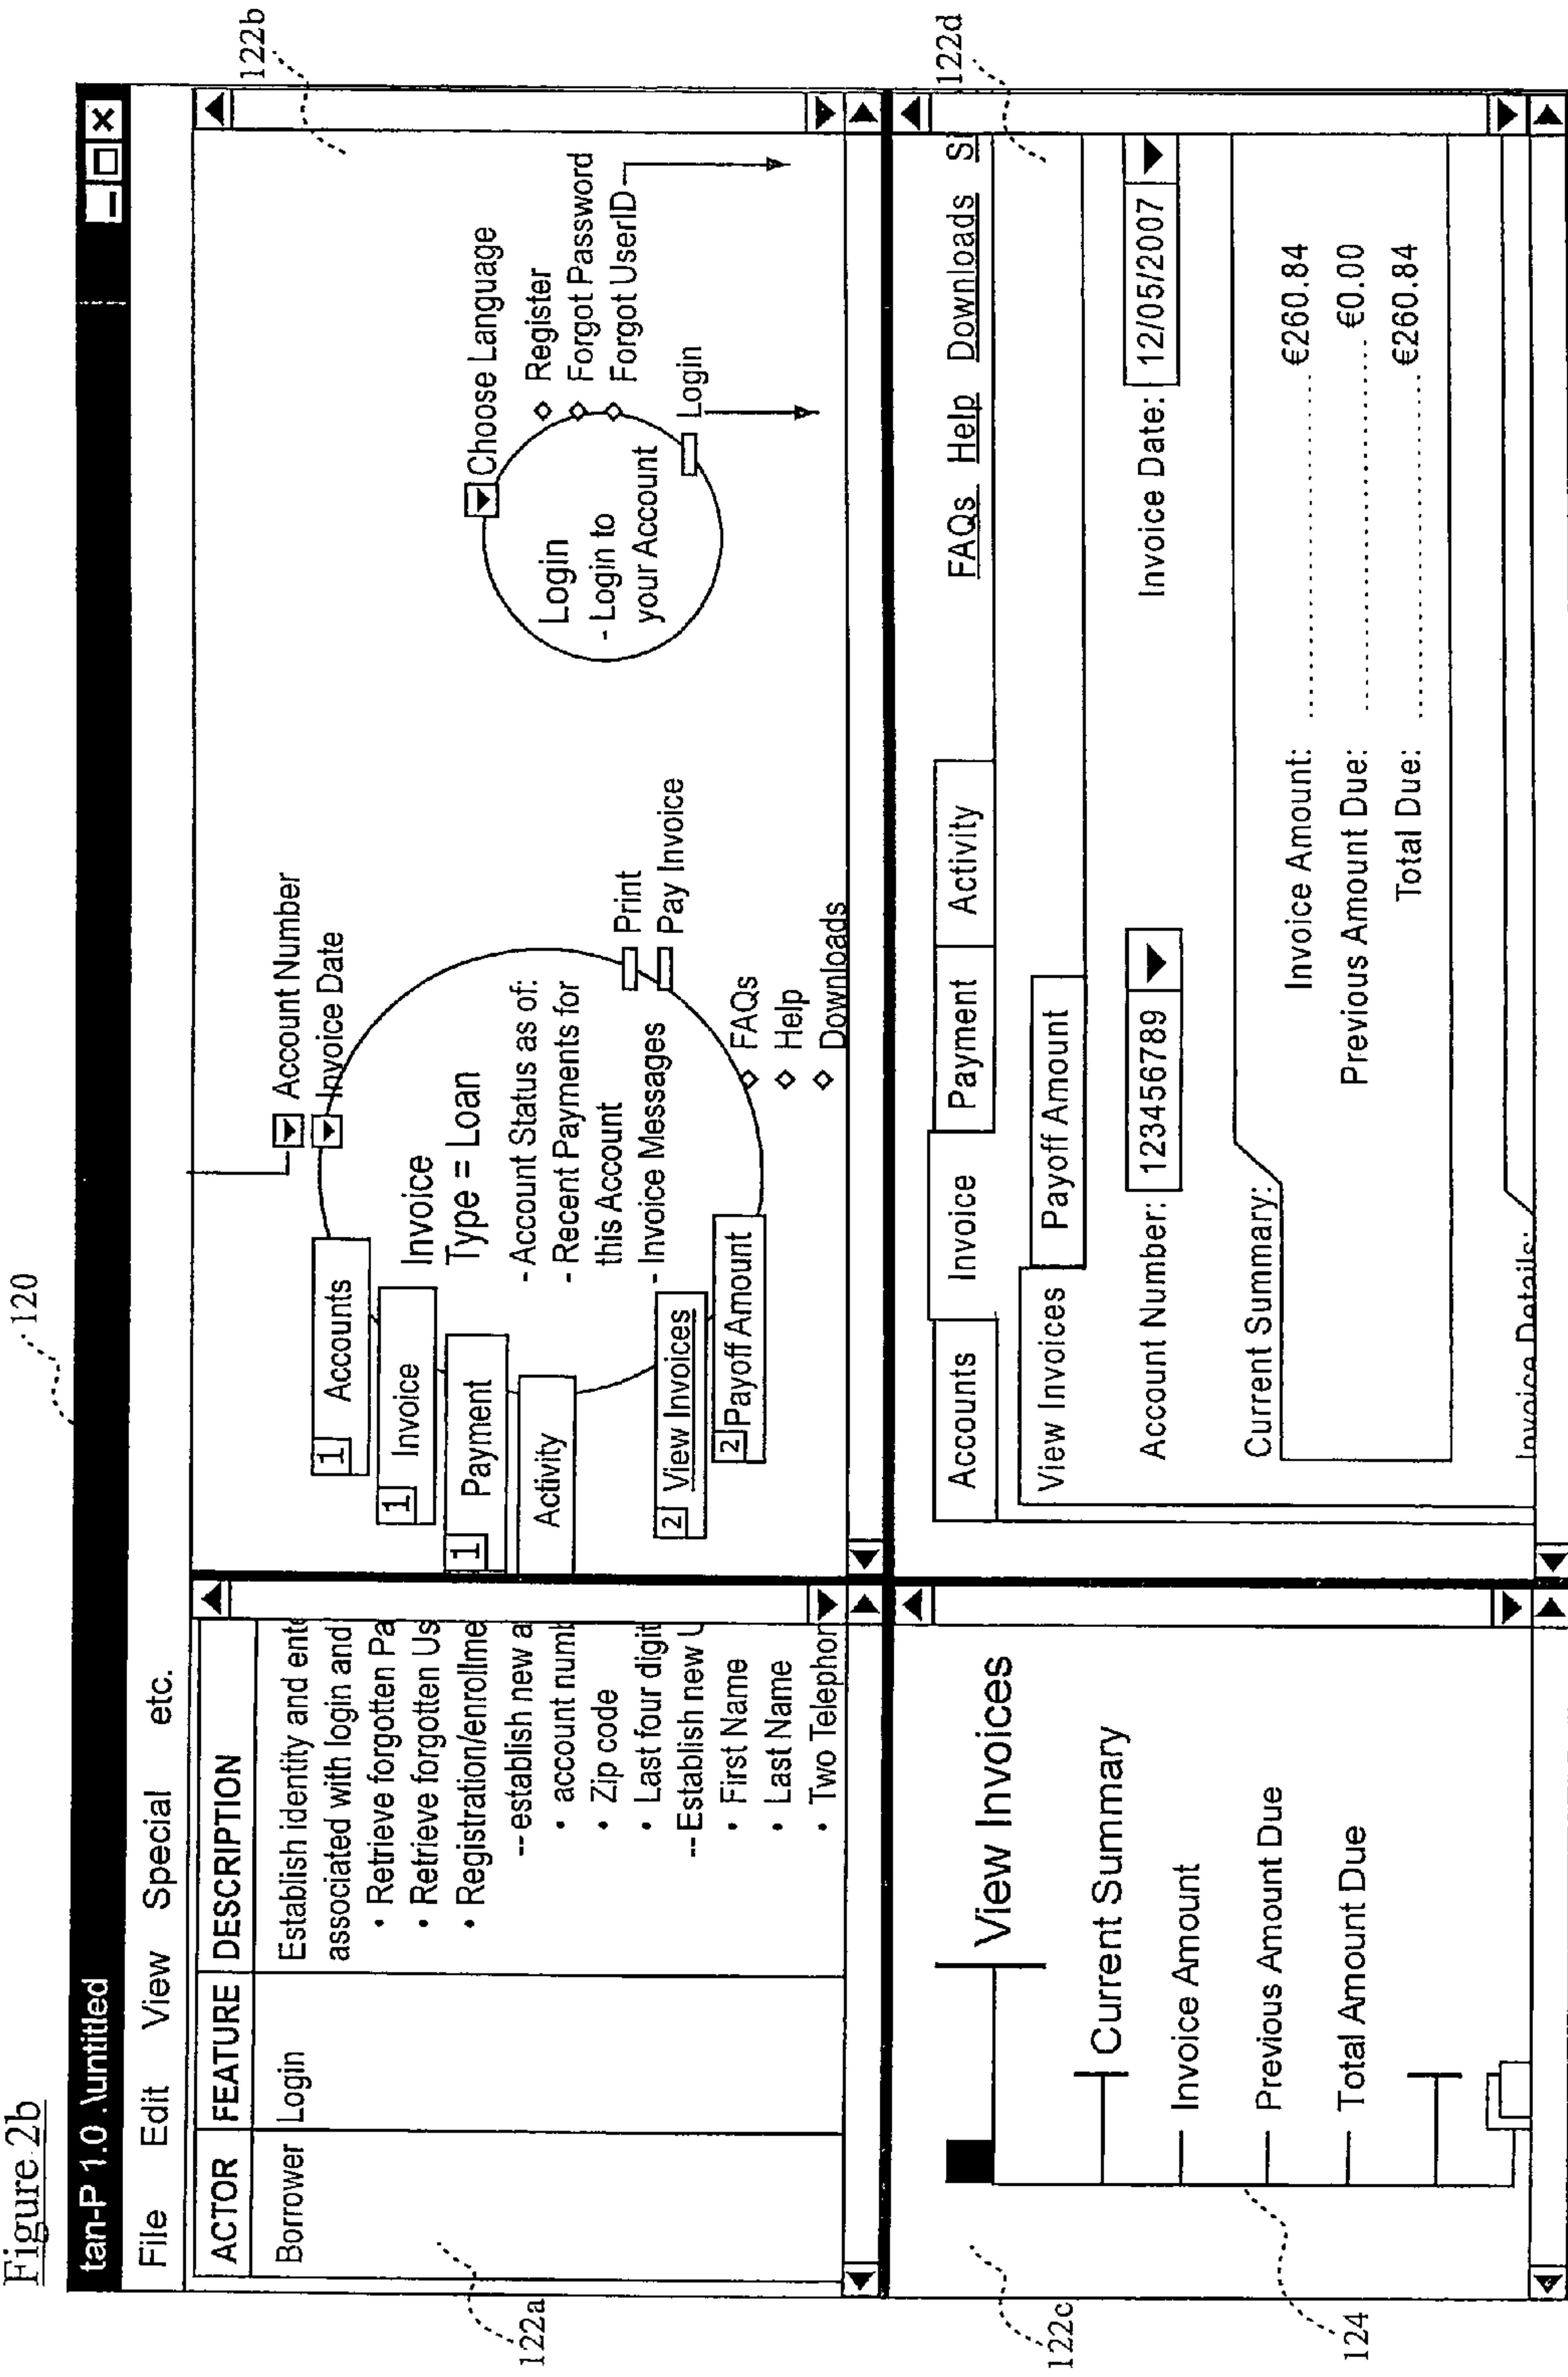 Figure 2b
120
tan-P 1.0 .\untitled
File Edit View Special etc.
ACTOR FEATURE DESCRIPTION
Borrower Login Establish identity and ente
associated with login and
• Retrieve forgotten Pa
• Retrieve forgotten Us
• Registration/enrollme
--establish new a
• account numb
• Zip code
• Last four digit
--Establish new U
• First Name
• Last Name
• Two Telephon
122a
Account Number
Invoice Date
1 Accounts
1 Invoice
1 Payment
Activity
2 View Invoices
2 Payoff Amount
Invoice
Type = Loan
- Account Status as of:
- Recent Payments for
this Account
- Invoice Messages
Print
Pay Invoice
FAQs
Help
Downloads
Choose Language
Register
Forgot Password
Forgot UserID
Login
Login
- Login to
your Account
122b
View Invoices
Current Summary
Invoice Amount
Previous Amount Due
Total Amount Due
122c
124
FAQs Help Downloads
Accounts Invoice Payment Activity
View Invoices Payoff Amount
Account Number: 123456789 Invoice Date: 12/05/2007
Current Summary:
Invoice Amount: €260.84
Previous Amount Due: €0.00
Total Due: €260.84
Invoice Details:
122d